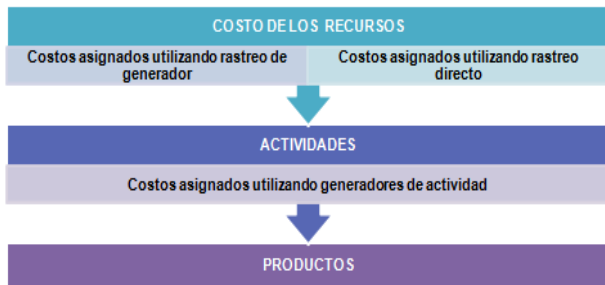 COSTO DE LOS RECURSOS
Costos asignados utilizando rastreo de
generador
Costos asignados utilizando rastreo
directo
ACTIVIDADES
Costos asignados utilizando generadores de actividad
PRODUCTOS